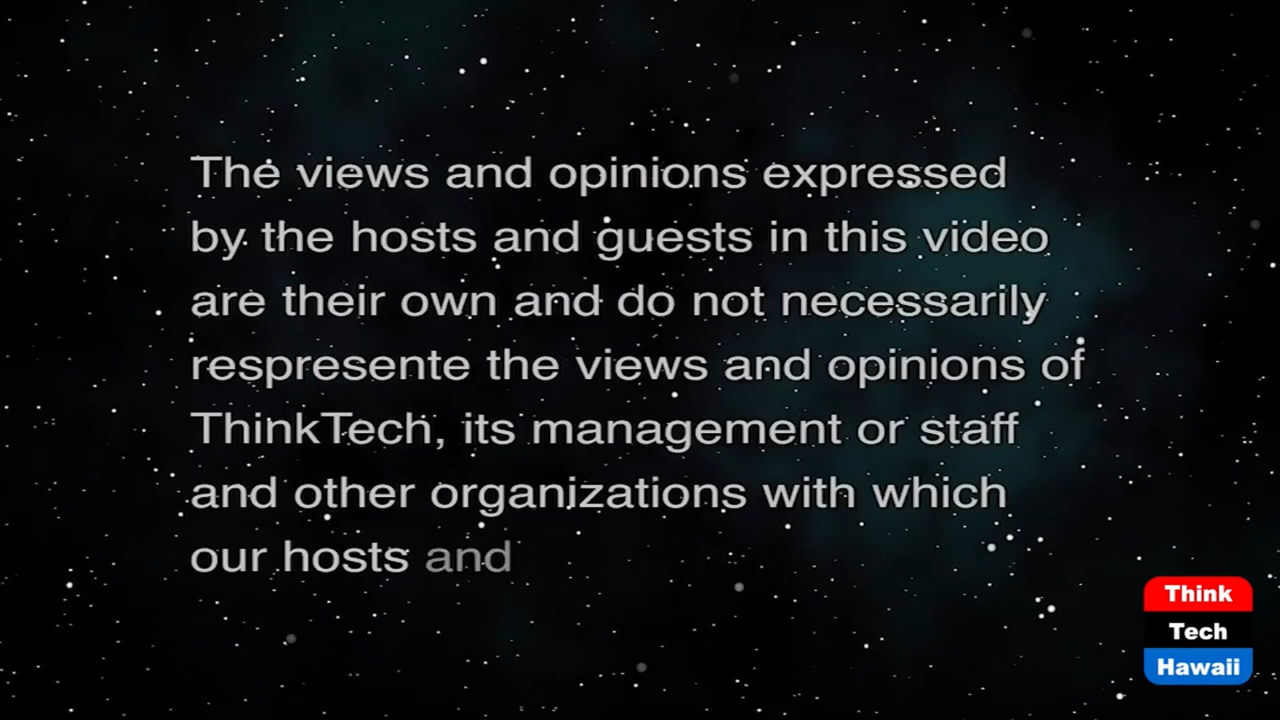 The views and opinions expressed
by the hosts and guests in this video
are their own and do not necessarily
respresente the views and opinions of
ThinkTech, its management or staff
and other organizations with which
our hosts and
Think
Tech
Hawaii